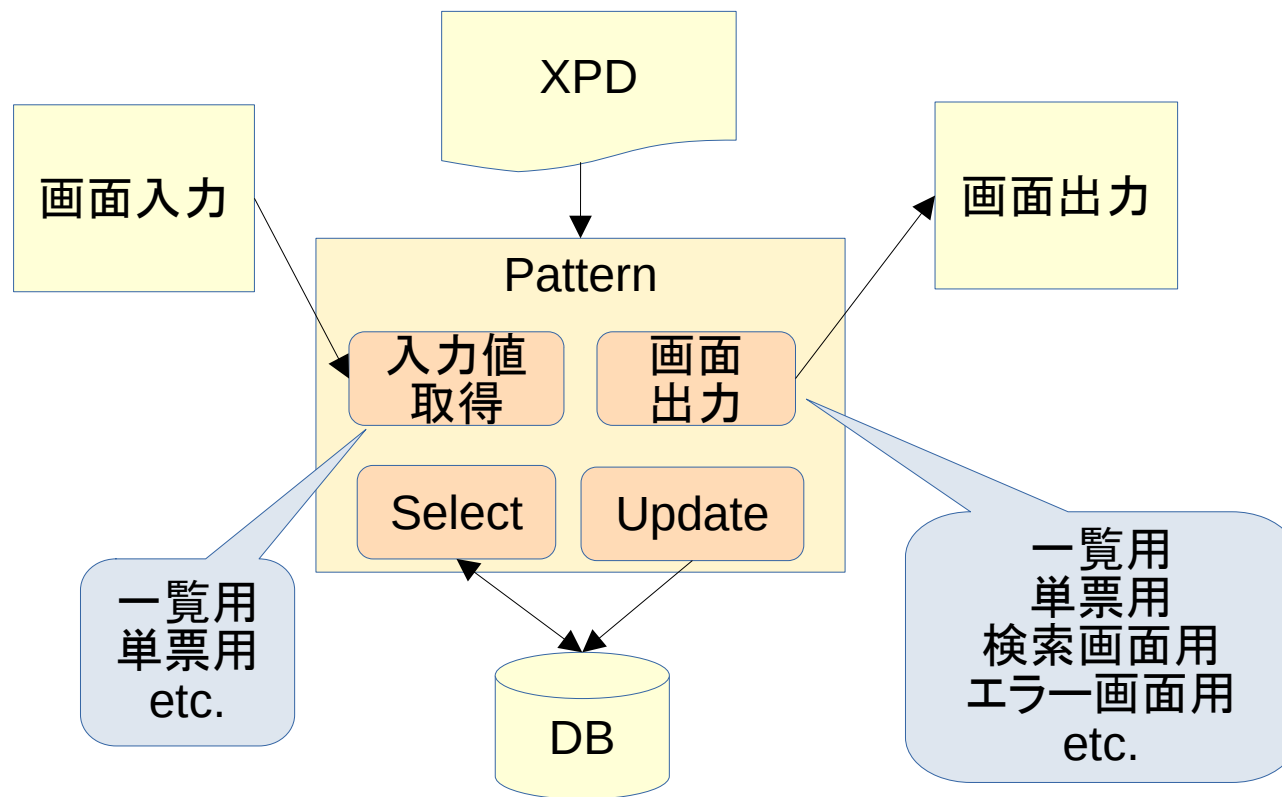 XPD
画面入力
画面出力
Pattern
入力値
取得
画面
出力
Select
Update
一覧用
単票用
etc.
一覧用
単票用
検索画面用
エラー画面用
etc.
DB